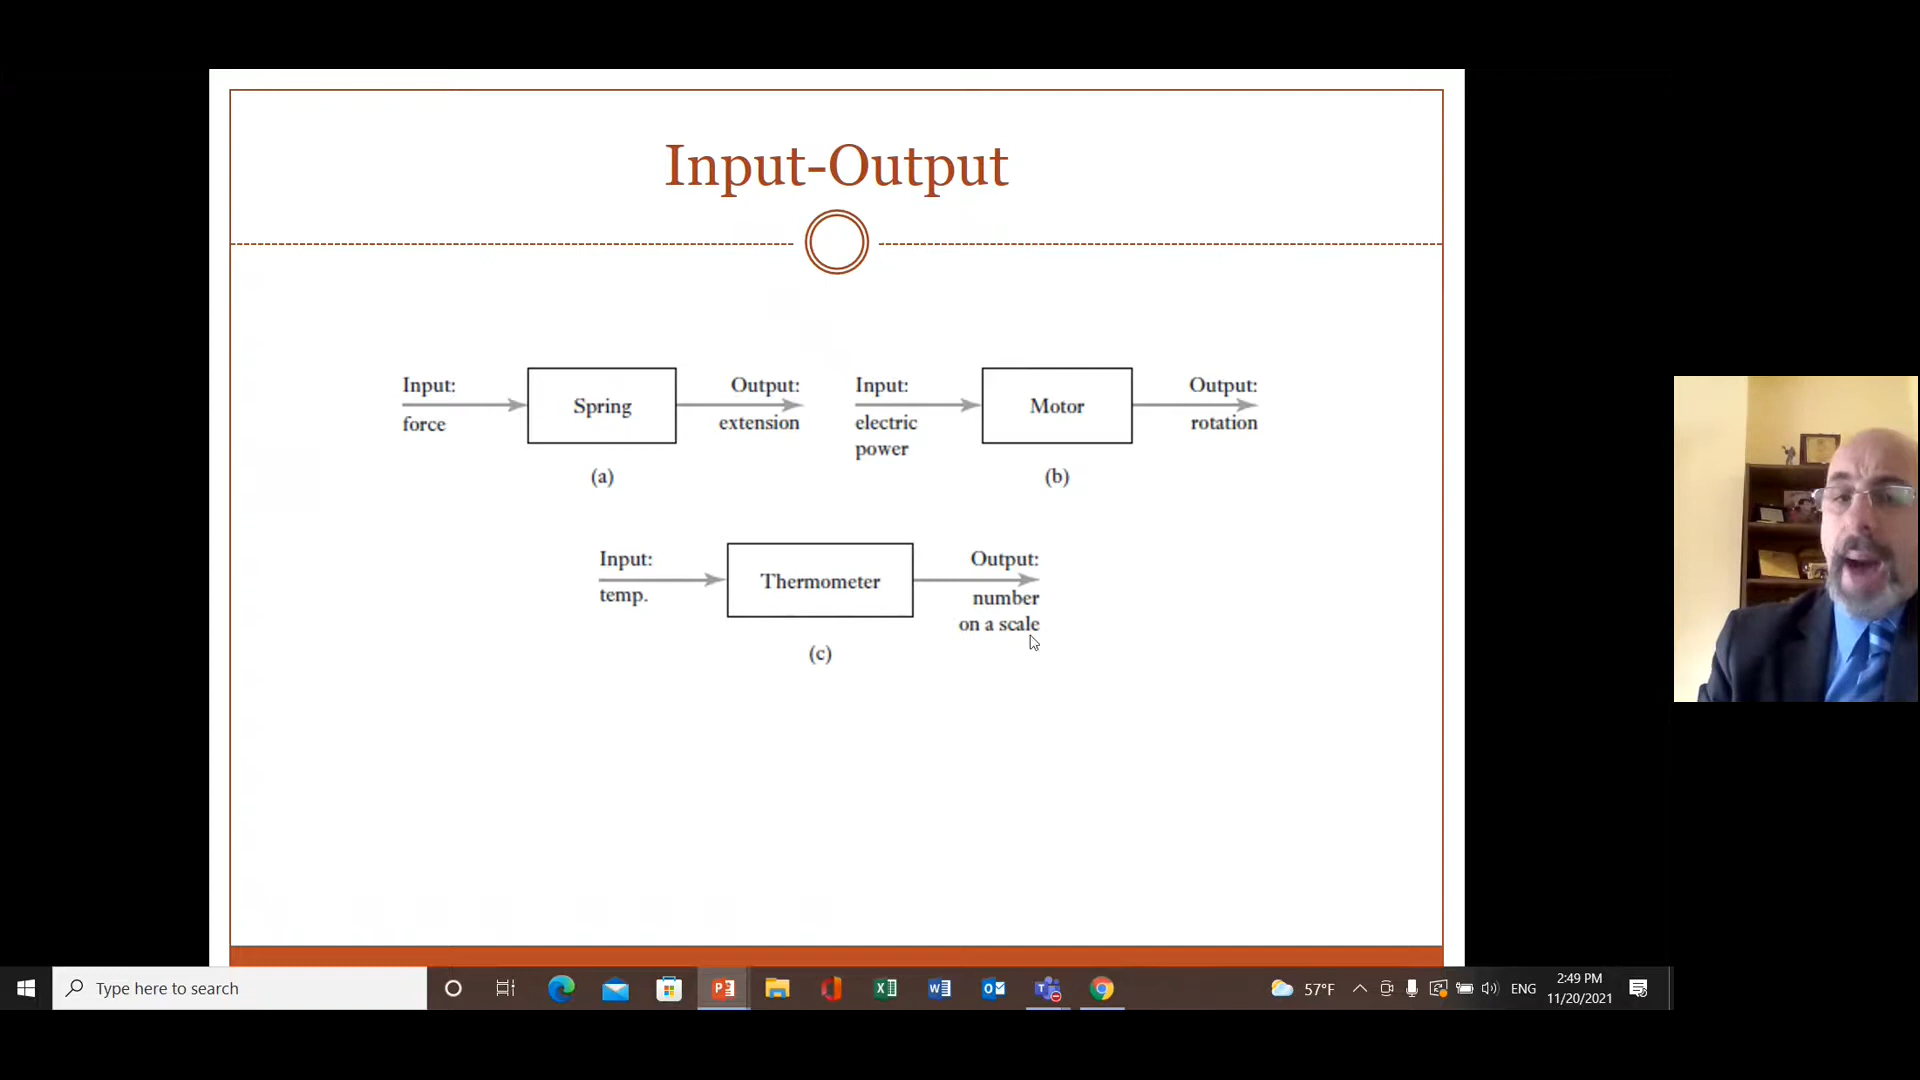 Input-Output
Input:
force
Spring
Output:
extension
(a)
Input:
electric
power
Motor
Output:
rotation
(b)
Input:
temp.
Thermometer
Output:
number
on a scale
(c)
Type here to search
57°F
ENG
2:49 PM
11/20/2021